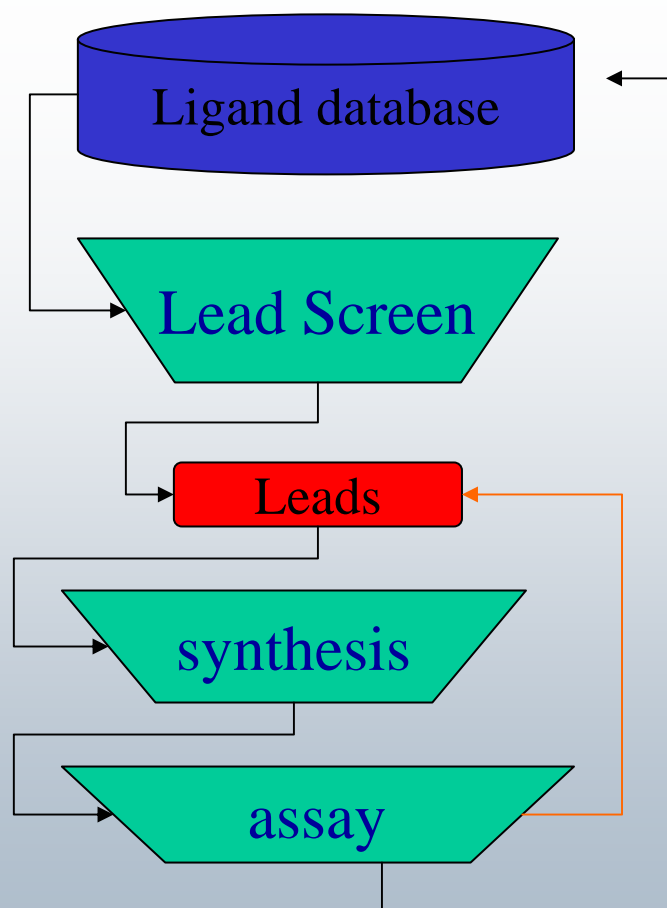 Ligand database
Lead Screen
Leads
synthesis
assay